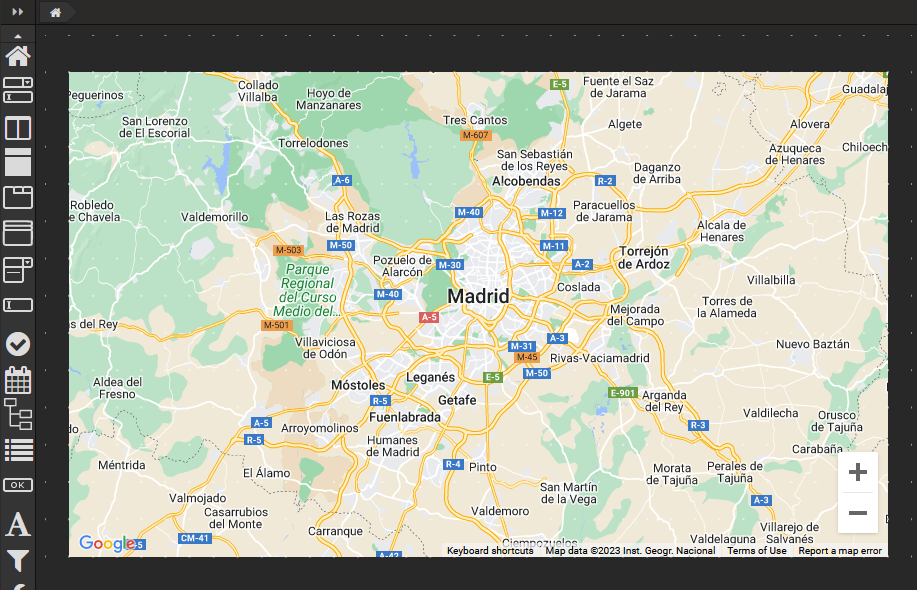 Collado
Villalba
Hoyo de
Manzanares
E-5
Fuente el Saz
de Jarama
Peguerinos
Tres Cantos
M-607
Algete
Alovera
San Lorenzo
de El Escorial
Torrelodones
San Sebastián
de los Reyes
Azuqueca
de Henares
A-6
Alcobendas
R-2
Daganzo
de Arriba
Robledo
e Chavela
Valdemorillo
Las Rozas
de Madrid
M-40
M-12
Paracuellos
de Jarama
Alcala de
Henares
M-503
M-50
M-11
Torrejón
de Ardoz
Pozuelo de
Alarcón
M-30
A-2
Parque
Regional
del Curso
Medio del...
M-40
Madrid
Coslada
Villalbilla
Torres de
la Alameda
A-5
Mejorada
del Campo
s del Rey
M-501
Villaviciosa
de Odón
M-31
A-3
M-45
Rivas-Vaciamadrid
Nuevo Baztán
M-50
Aldea del
Fresno
Móstoles
Leganés
E-5
R-5
Getafe
E-901
Arganda
del Rey
Fuenlabrada
Valdilecha
Orusco
de Tajuña
A-5
R-5
Arroyomolinos
R-3
Humanes
de Madrid
Carabaña
Méntrida
El Álamo
R-4
Pinto
Morata
de Tajuña
Perales de
Tajuña
San Martín
de la Vega
A-3
Valmojado
Casarrubios
del Monte
Valdemoro
Villarejo de
Salvanés
Carranque
CM-41
Valdelaguna
Ciempozuelos
A-42
Google
Keyboard shortcuts Map data ©2023 Inst. Geogr. Nacional Terms of Use Report a map error
OK
A